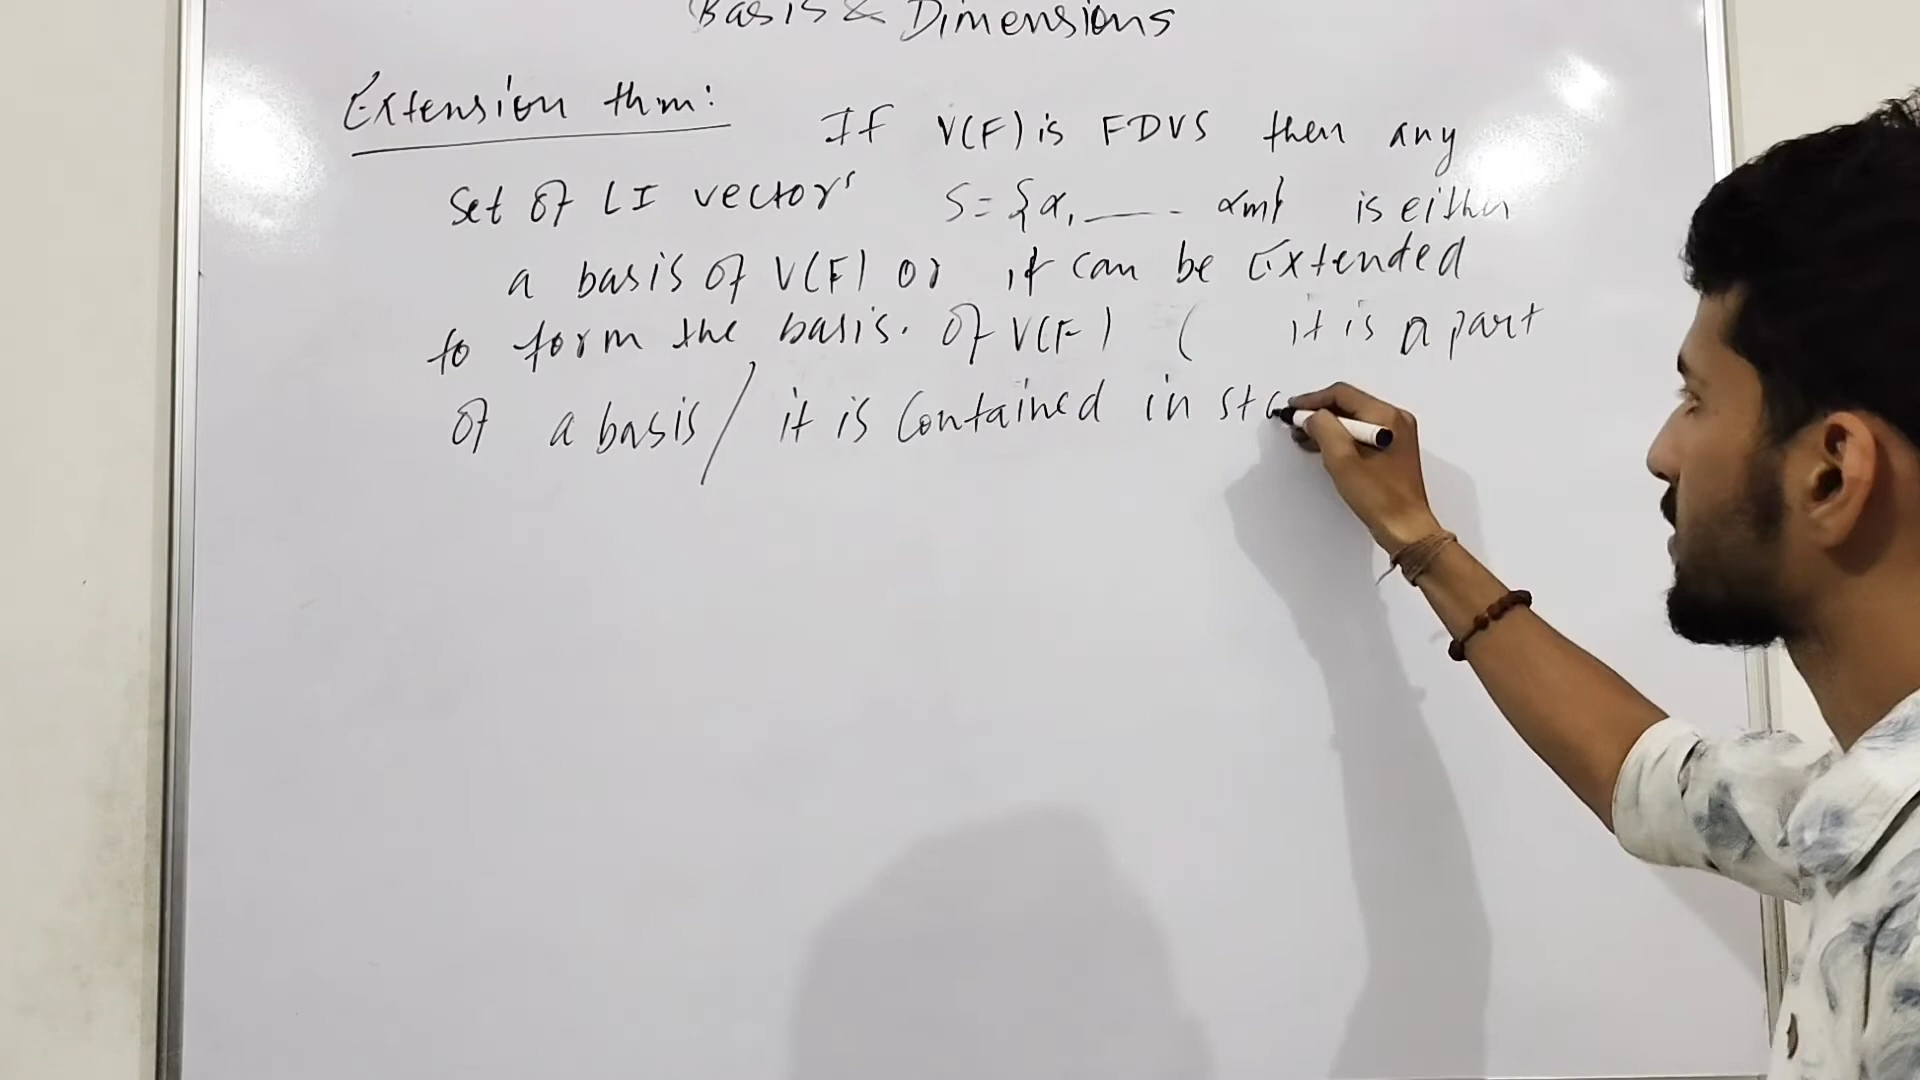 Basis & Dimensions
Extension thm: If V(F) is FDVS then any
set of LI vectors S = {α, ___ - αm} is either
a basis of V(F) or it can be Extended
to form the basis. of V(F) ( it is a part
of a basis / it is contained in sta